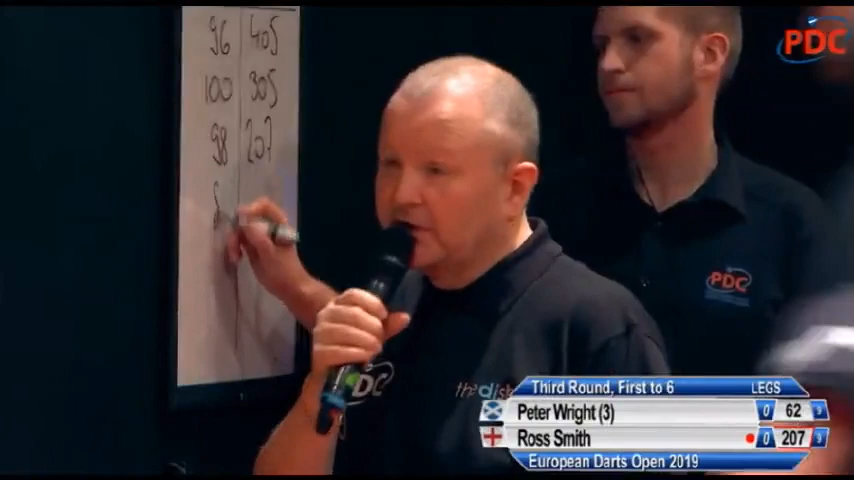 96 405
100 305
98 207
PDC
PDC
PDC
Third Round, First to 6 LEGS
Peter Wright (3) 0 62 9
Ross Smith 0 207 9
European Darts Open 2019